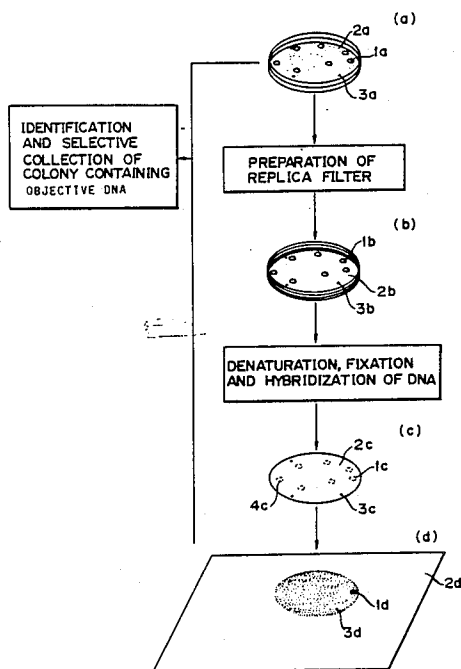 (a)
2a
1a
3a
IDENTIFICATION
AND SELECTIVE
COLLECTION OF
COLONY CONTAINING
OBJECTIVE DNA
PREPARATION OF
REPLICA FILTER
(b)
1b
2b
3b
DENATURATION, FIXATION
AND HYBRIDIZATION OF DNA
(c)
2c
1c
4c
3c
(d)
2d
1d
3d